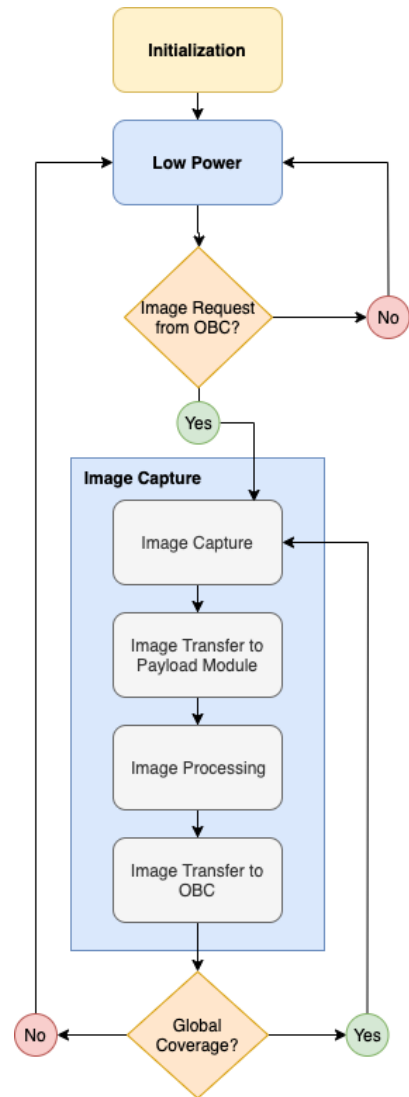 Initialization
Low Power
Image Request
from OBC?
No
Yes
Image Capture
Image Capture
Image Transfer to
Payload Module
Image Processing
Image Transfer to
OBC
No
Global
Coverage?
Yes